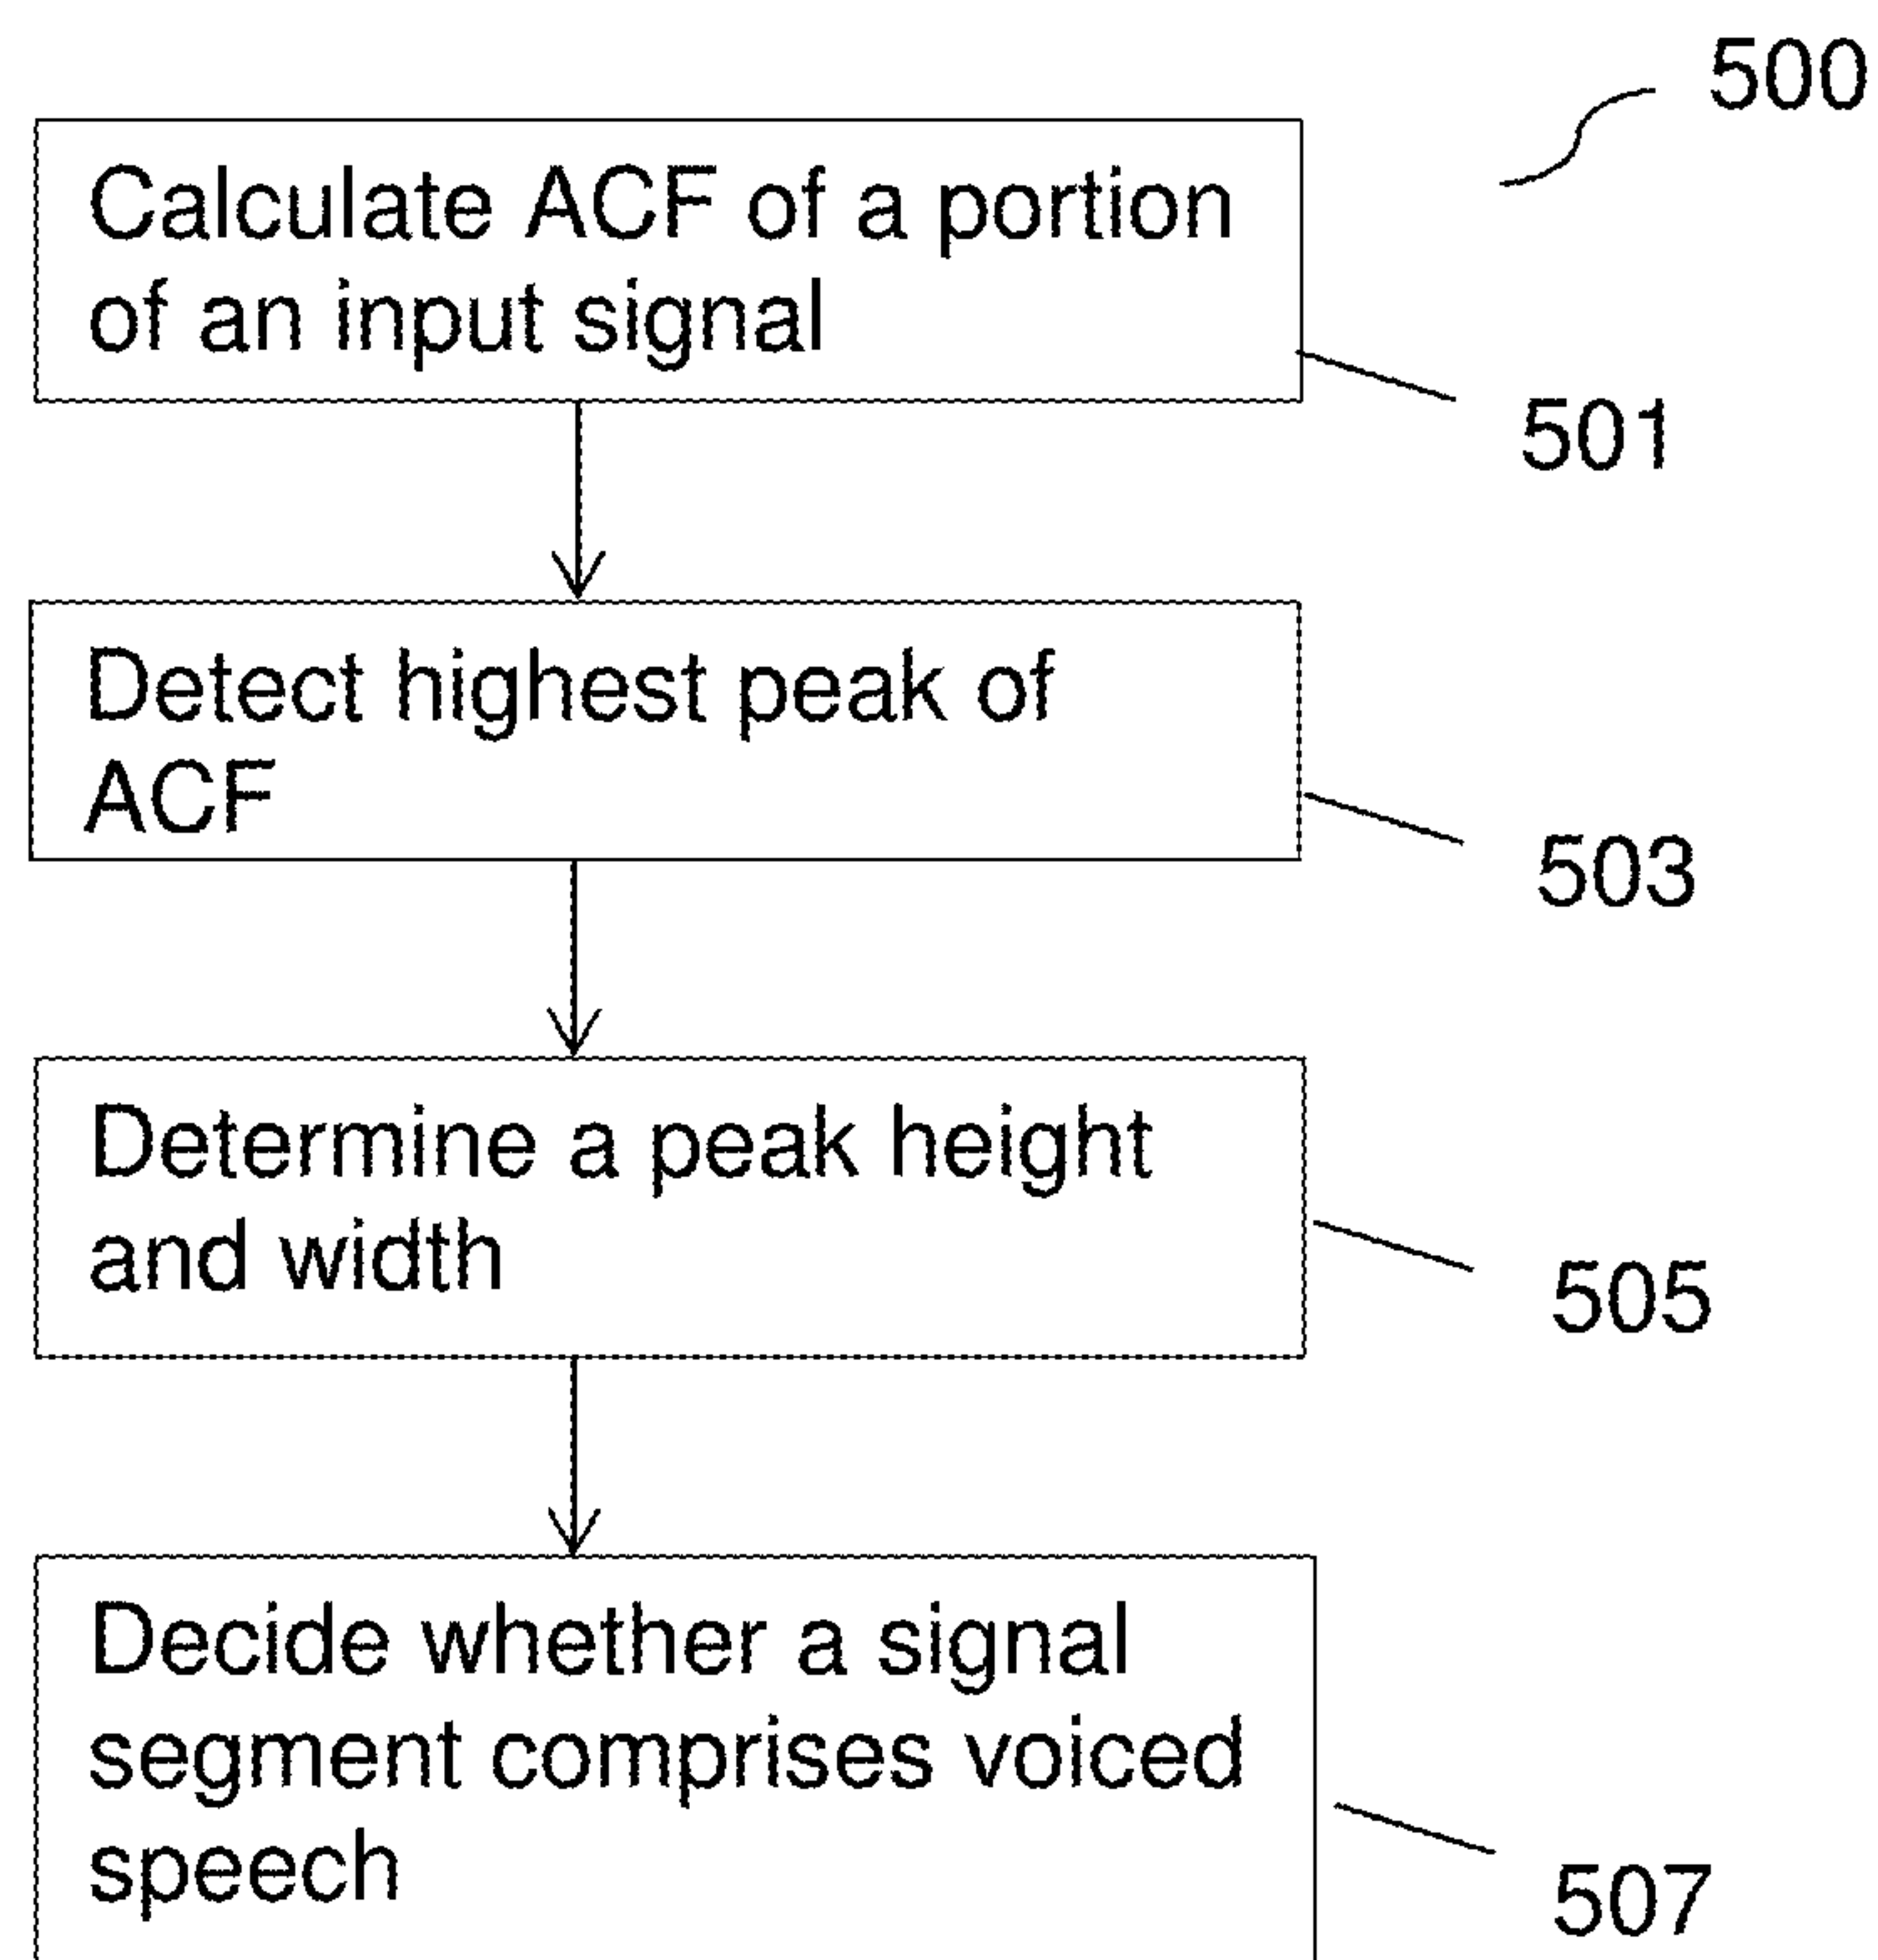 500
Calculate ACF of a portion
of an input signal
501
Detect highest peak of
ACF
503
Determine a peak height
and width
505
Decide whether a signal
segment comprises voiced
speech
507